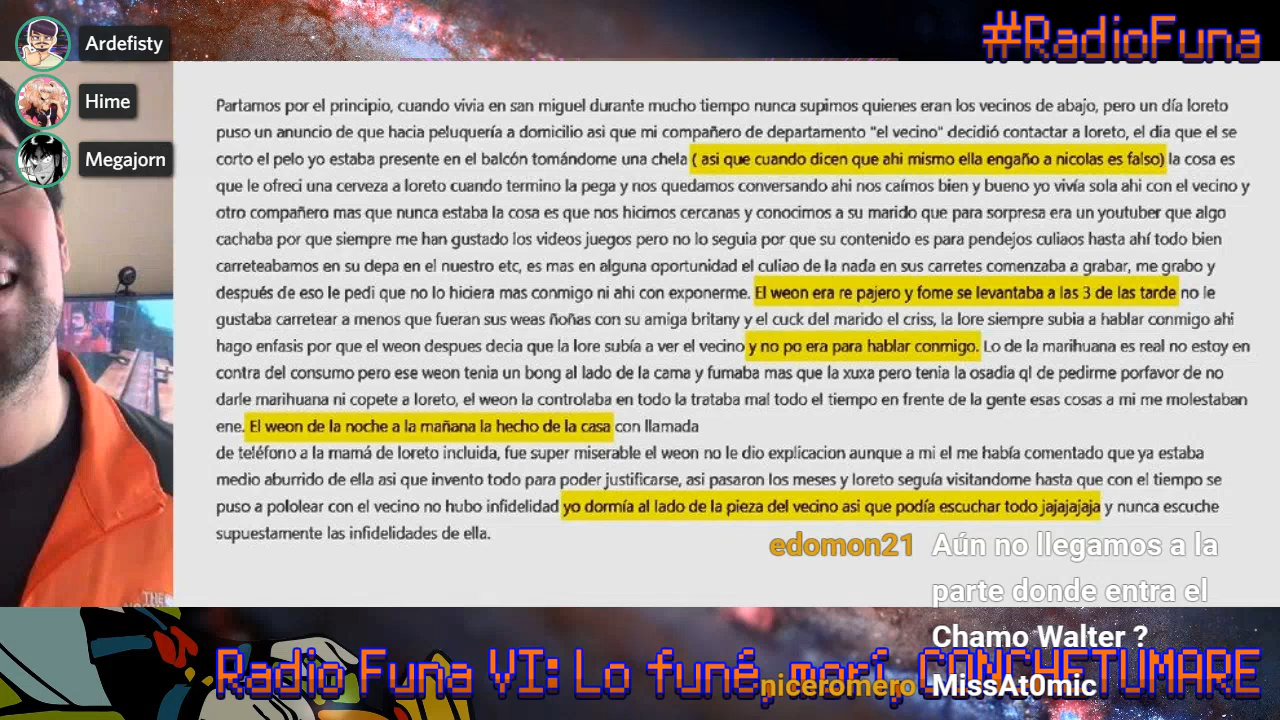 Ardefisty
#RadioFuna
Hime
Megajorn
Partamos por el principio, cuando vivia en san miguel durante mucho tiempo nunca supimos quienes eran los vecinos de abajo, pero un día loreto
puso un anuncio de que hacia peluquería a domicilio asi que mi compañero de departamento "el vecino" decidió contactar a loreto, el dia que el se
corto el pelo yo estaba presente en el balcón tomándome una chela ( asi que cuando dicen que ahi mismo ella engaño a nicolas es falso) la cosa es
que le ofreci una cerveza a loreto cuando termino la pega y nos quedamos conversando ahi nos caímos bien y bueno yo vivía sola ahi con el vecino y
otro compañero mas que nunca estaba la cosa es que nos hicimos cercanas y conocimos a su marido que para sorpresa era un youtuber que algo
cachaba por que siempre me han gustado los videos juegos pero no lo seguia por que su contenido es para pendejos culiaos hasta ahí todo bien
carreteabamos en su depa en el nuestro etc, es mas en alguna oportunidad el culiao de la nada en sus carretes comenzaba a grabar, me grabo y
después de eso le pedi que no lo hiciera mas conmigo ni ahi con exponerme. El weon era re pajero y fome se levantaba a las 3 de las tarde no le
gustaba carretear a menos que fueran sus weas ñoñas con su amiga britany y el cuck del marido el criss, la lore siempre subia a hablar conmigo ahi
hago enfasis por que el weon despues decia que la lore subía a ver el vecino y no po era para hablar conmigo. Lo de la marihuana es real no estoy en
contra del consumo pero ese weon tenia un bong al lado de la cama y fumaba mas que la xuxa pero tenia la osadia ql de pedirme porfavor de no
darle marihuana ni copete a loreto, el weon la controlaba en todo la trataba mal todo el tiempo en frente de la gente esas cosas a mi me molestaban
ene. El weon de la noche a la mañana la hecho de la casa con llamada
de teléfono a la mamá de loreto incluida, fue super miserable el weon no le dio explicacion aunque a mi el me había comentado que ya estaba
medio aburrido de ella asi que invento todo para poder justificarse, asi pasaron los meses y loreto seguía visitandome hasta que con el tiempo se
puso a pololear con el vecino no hubo infidelidad yo dormía al lado de la pieza del vecino asi que podía escuchar todo jajajajaja y nunca escuche
supuestamente las infidelidades de ella.
edomon21 Aún no llegamos a la
parte donde entra el
Chamo Walter ?
niceromero MissAt0mic
THE
Radio Funa VI: Lo funé, morí, CONCHETUMARE